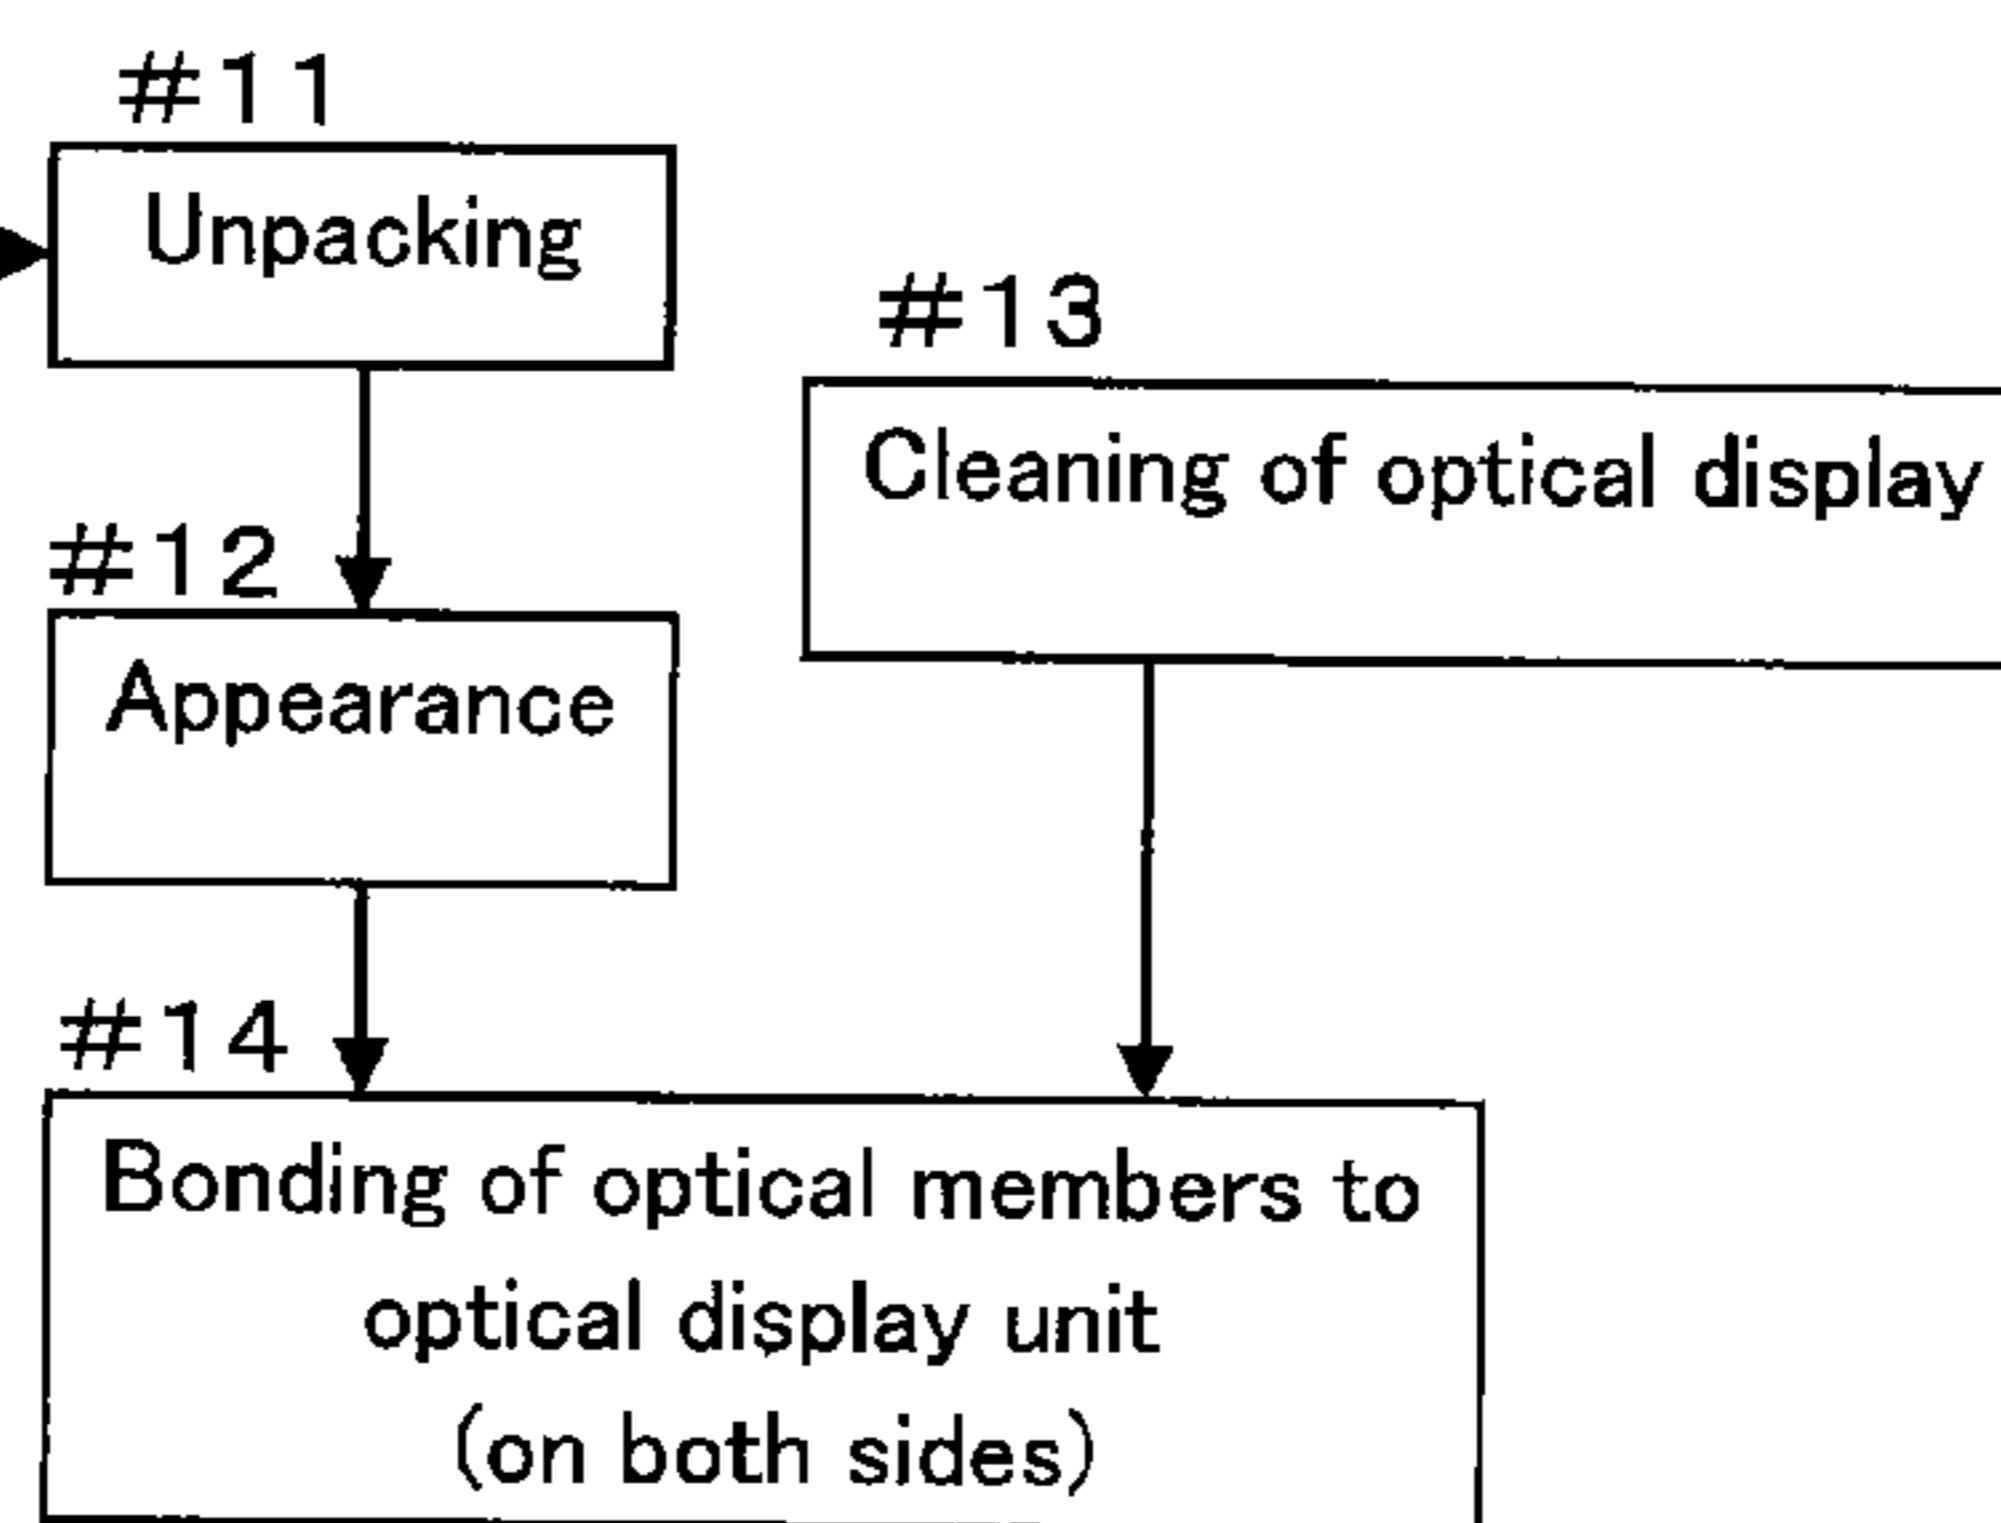 #11
Unpacking
#13
Cleaning of optical display
#12
Appearance
#14
Bonding of optical members to
optical display unit
(on both sides)